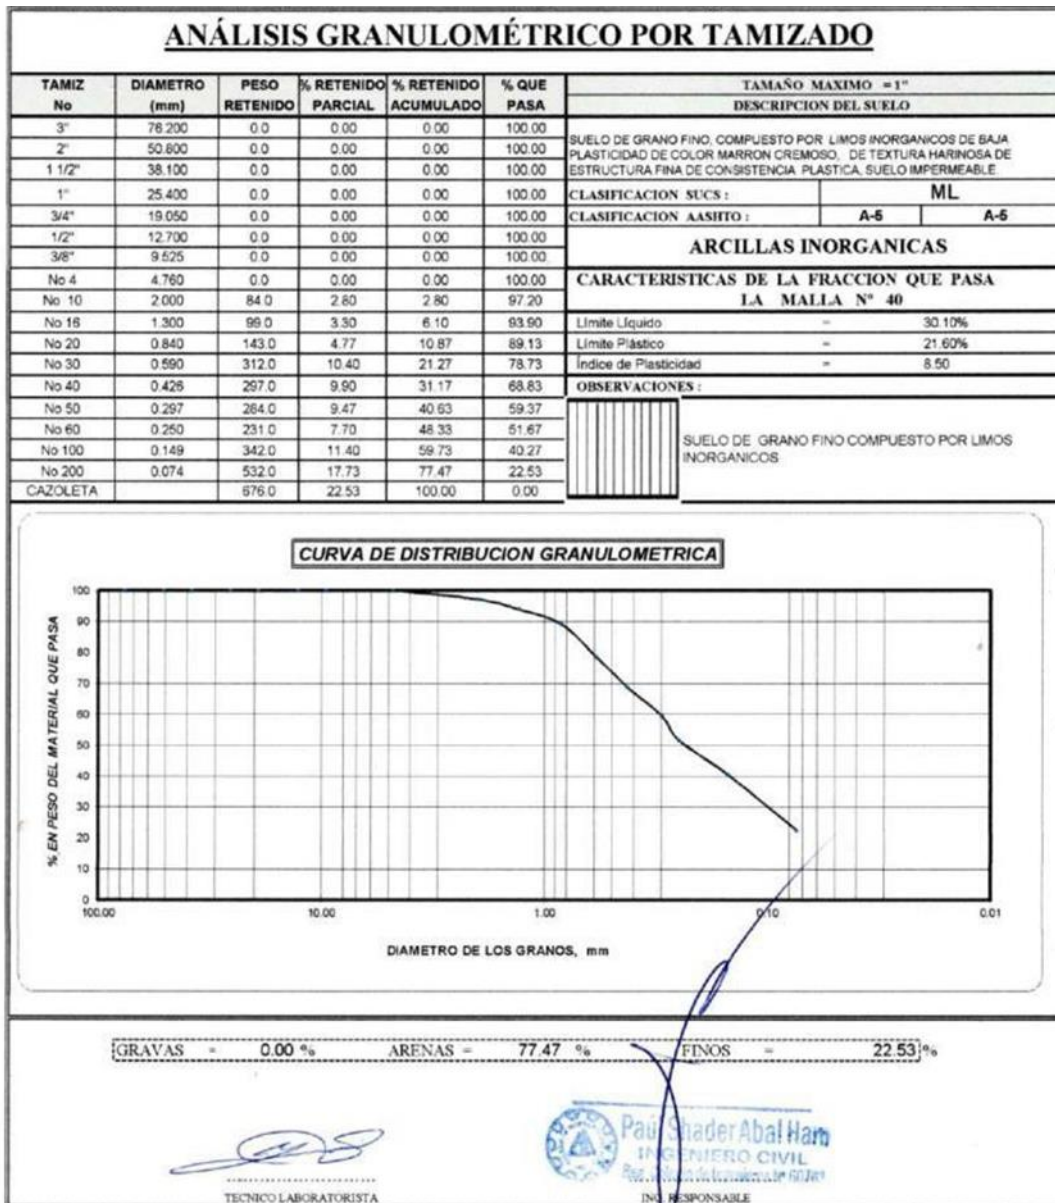 ANÁLISIS GRANULOMÉTRICO POR TAMIZADO
TAMIZ No DIAMETRO (mm) PESO RETENIDO % RETENIDO PARCIAL % RETENIDO ACUMULADO % QUE PASA
3" 76.200 0.0 0.00 0.00 100.00
2" 50.800 0.0 0.00 0.00 100.00
1 1/2" 38.100 0.0 0.00 0.00 100.00
1" 25.400 0.0 0.00 0.00 100.00
3/4" 19.050 0.0 0.00 0.00 100.00
1/2" 12.700 0.0 0.00 0.00 100.00
3/8" 9.525 0.0 0.00 0.00 100.00
No 4 4.760 0.0 0.00 0.00 100.00
No 10 2.000 84.0 2.80 2.80 97.20
No 16 1.300 99.0 3.30 6.10 93.90
No 20 0.840 143.0 4.77 10.87 89.13
No 30 0.590 312.0 10.40 21.27 78.73
No 40 0.426 297.0 9.90 31.17 68.83
No 50 0.297 284.0 9.47 40.63 59.37
No 60 0.250 231.0 7.70 48.33 51.67
No 100 0.149 342.0 11.40 59.73 40.27
No 200 0.074 532.0 17.73 77.47 22.53
CAZOLETA 676.0 22.53 100.00 0.00
TAMAÑO MAXIMO = 1"
DESCRIPCION DEL SUELO
SUELO DE GRANO FINO, COMPUESTO POR LIMOS INORGANICOS DE BAJA
PLASTICIDAD DE COLOR MARRON CREMOSO, DE TEXTURA HARINOSA DE
ESTRUCTURA FINA DE CONSISTENCIA PLASTICA, SUELO IMPERMEABLE.
CLASIFICACION SUCS : ML
CLASIFICACION AASHTO : A-6 A-6
ARCILLAS INORGANICAS
CARACTERISTICAS DE LA FRACCION QUE PASA
LA MALLA Nº 40
Límite Líquido = 30.10%
Límite Plástico = 21.60%
Índice de Plasticidad = 8.50
OBSERVACIONES :
SUELO DE GRANO FINO COMPUESTO POR LIMOS
INORGANICOS
CURVA DE DISTRIBUCION GRANULOMETRICA
% EN PESO DEL MATERIAL QUE PASA
100
90
80
70
60
50
40
30
20
10
0
100.00 10.00 1.00 0.10 0.01
DIAMETRO DE LOS GRANOS, mm
GRAVAS = 0.00 % ARENAS = 77.47 % FINOS = 22.53 %
Paúl Shader Abal Haro
INGENIERO CIVIL
TECNICO LABORATORISTA
ING. RESPONSABLE